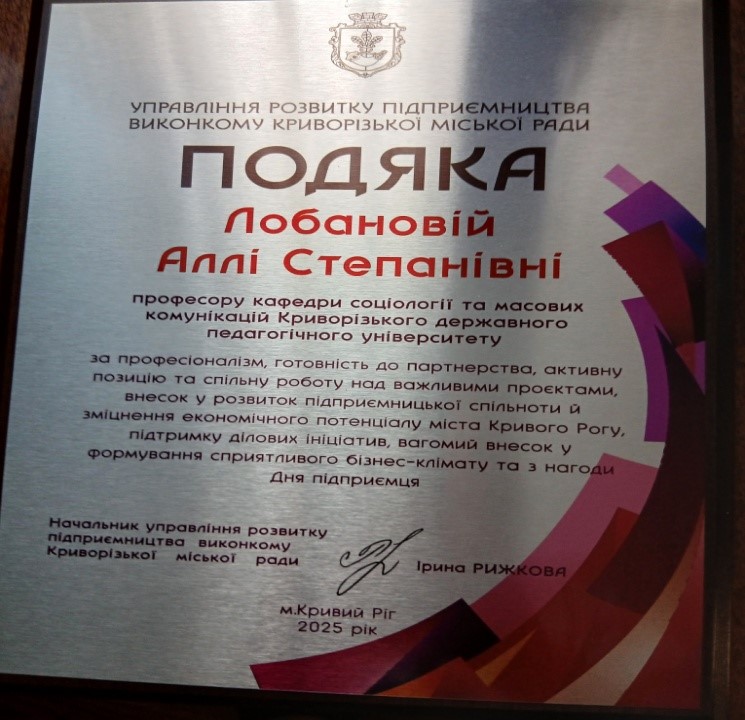 УПРАВЛІННЯ РОЗВИТКУ ПІДПРИЄМНИЦТВА
ВИКОНКОМУ КРИВОРІЗЬКОЇ МІСЬКОЇ РАДИ
ПОДЯКА
Лобановій
Аллі Степанівні
професору кафедри соціології та масових
комунікацій Криворізького державного
педагогічного університету
за професіоналізм, готовність до партнерства, активну
позицію та спільну роботу над важливими проєктами,
внесок у розвиток підприємницької спільноти й
зміцнення економічного потенціалу міста Кривого Рогу,
підтримку ділових ініціатив, вагомий внесок у
формування сприятливого бізнес-клімату та з нагоди
Дня підприємця
Начальник управління розвитку
підприємництва виконкому
Криворізької міської ради
Ірина РИЖКОВА
м.Кривий Ріг
2025 рік